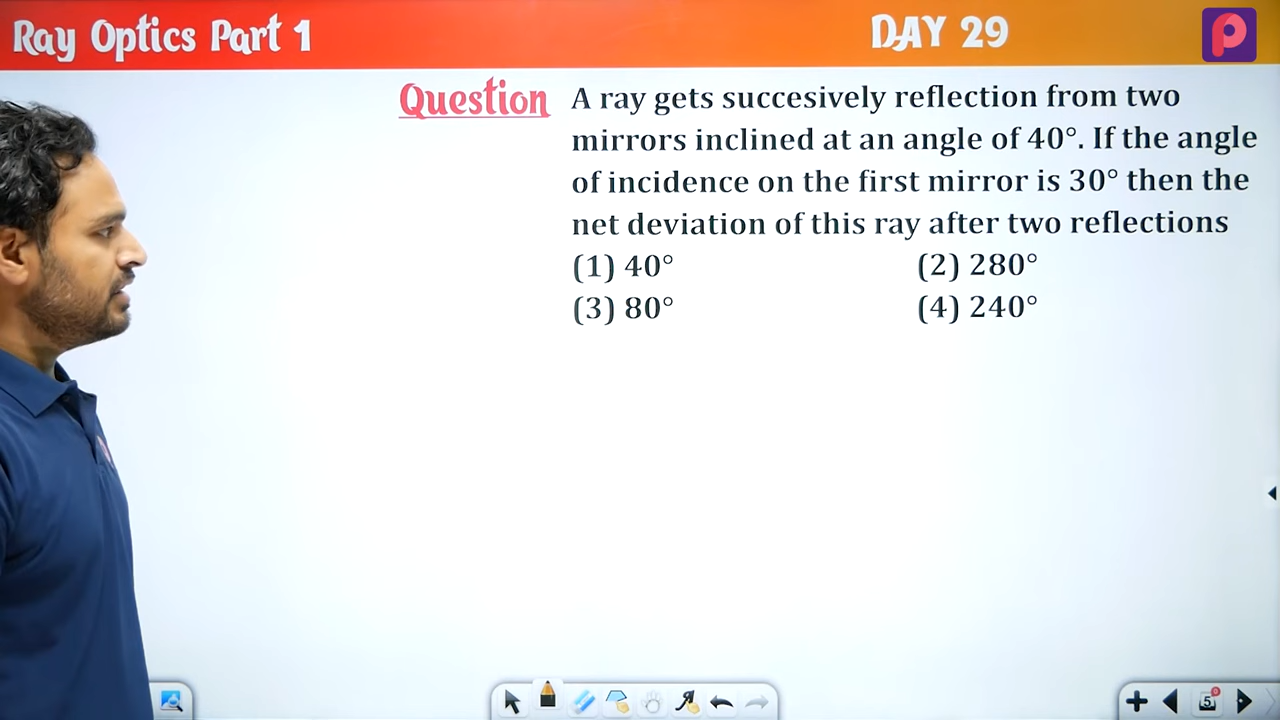 Ray Optics Part 1
DAY 29
Question
A ray gets succesively reflection from two
mirrors inclined at an angle of 40°. If the angle
of incidence on the first mirror is 30° then the
net deviation of this ray after two reflections
(1) 40° (2) 280°
(3) 80° (4) 240°
5